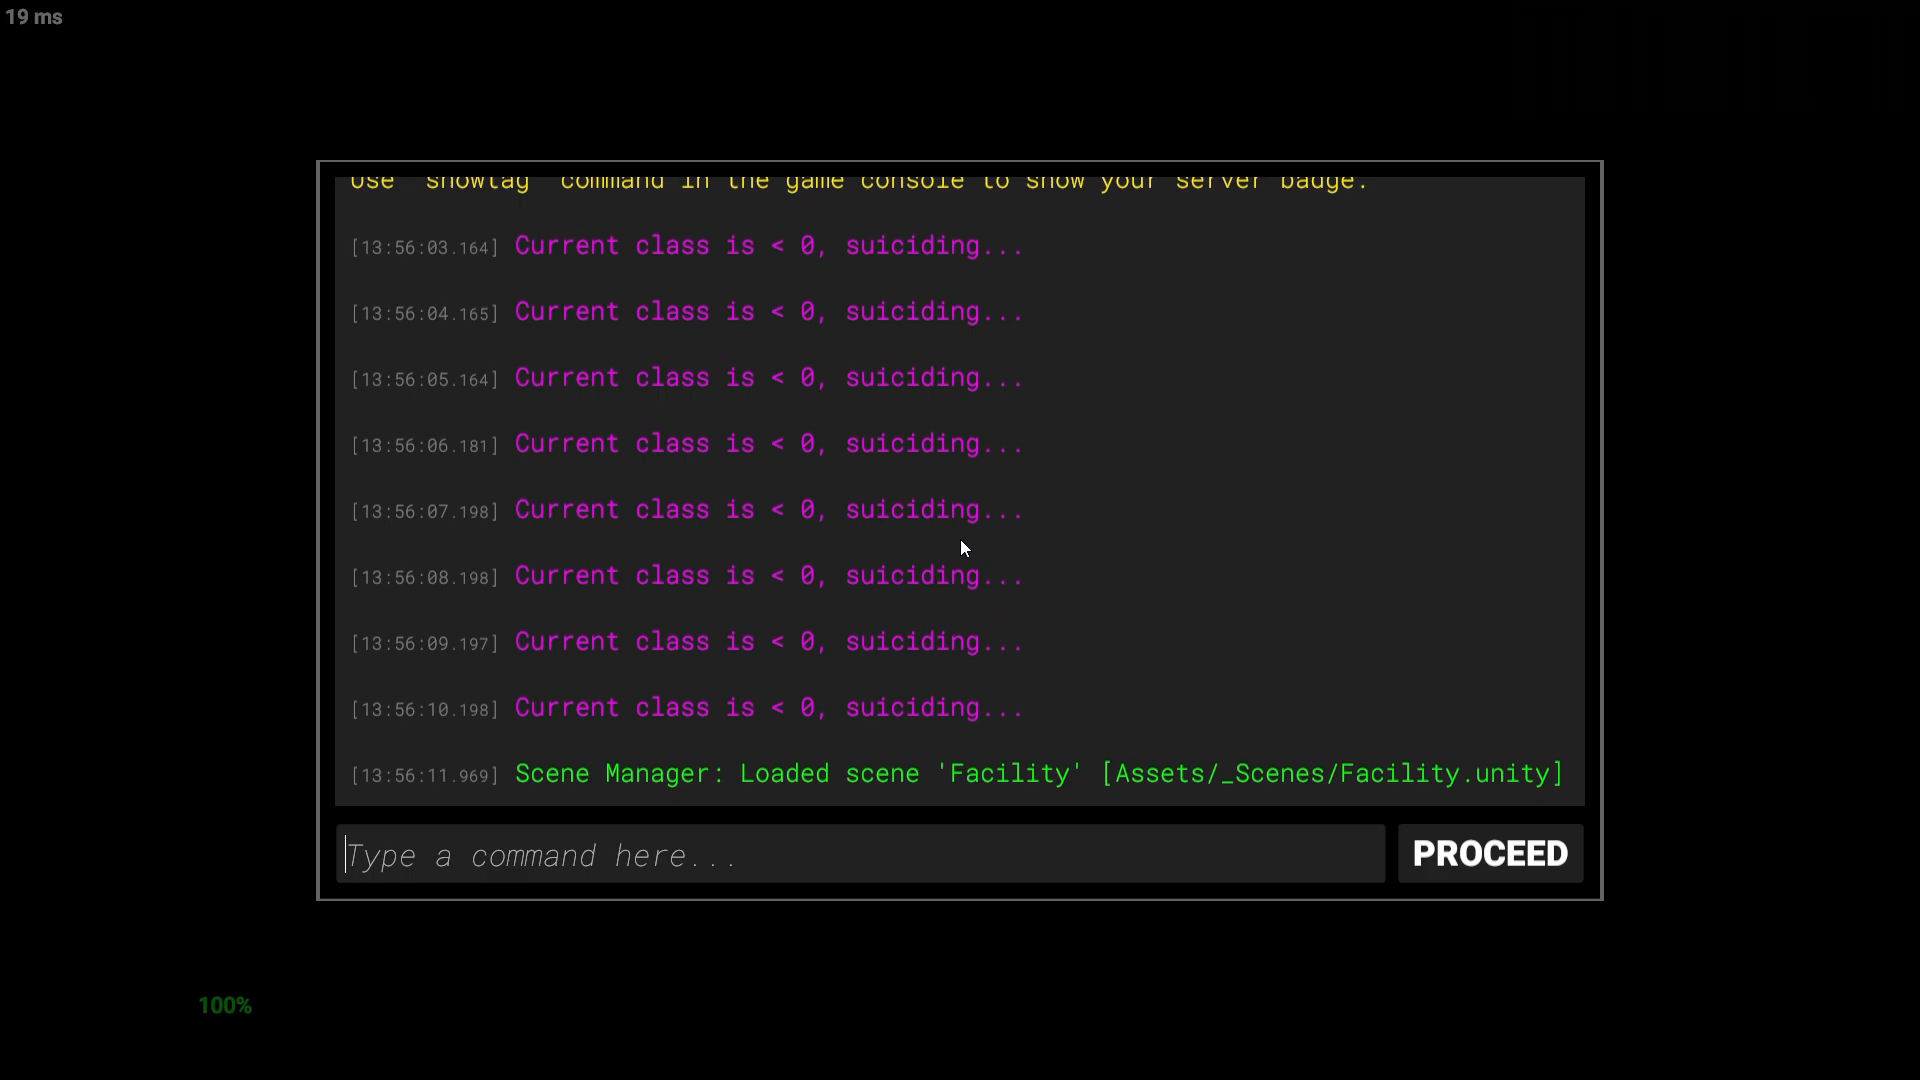 19 ms
Use 'showtag' command in the game console to show your server badge.
[13:56:03.164] Current class is < 0, suiciding...
[13:56:04.165] Current class is < 0, suiciding...
[13:56:05.164] Current class is < 0, suiciding...
[13:56:06.181] Current class is < 0, suiciding...
[13:56:07.198] Current class is < 0, suiciding...
[13:56:08.198] Current class is < 0, suiciding...
[13:56:09.197] Current class is < 0, suiciding...
[13:56:10.198] Current class is < 0, suiciding...
[13:56:11.969] Scene Manager: Loaded scene 'Facility' [Assets/_Scenes/Facility.unity]
Type a command here...
PROCEED
100%